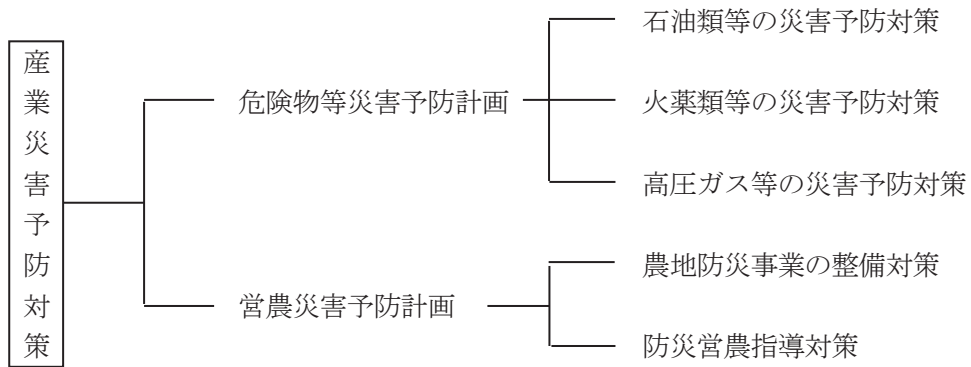 産業災害予防対策
危険物等災害予防計画
石油類等の災害予防対策
火薬類等の災害予防対策
高圧ガス等の災害予防対策
営農災害予防計画
農地防災事業の整備対策
防災営農指導対策